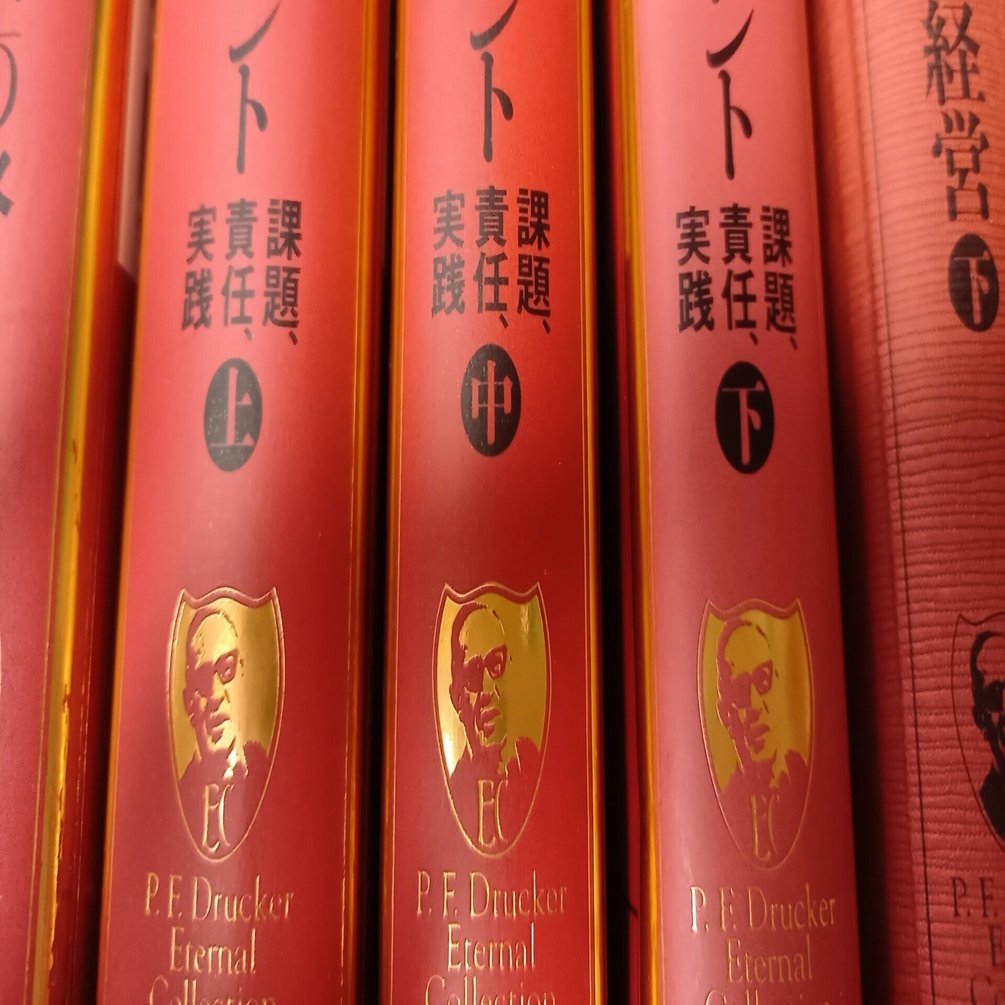 ント
課題、
責任、
実践
上
EC
P. F. Drucker
Eternal
Collection
ント
課題、
責任、
実践
中
EC
P. F. Drucker
Eternal
Collection
ント
課題、
責任、
実践
下
EC
P. F. Drucker
Eternal
経営
下
P. F.